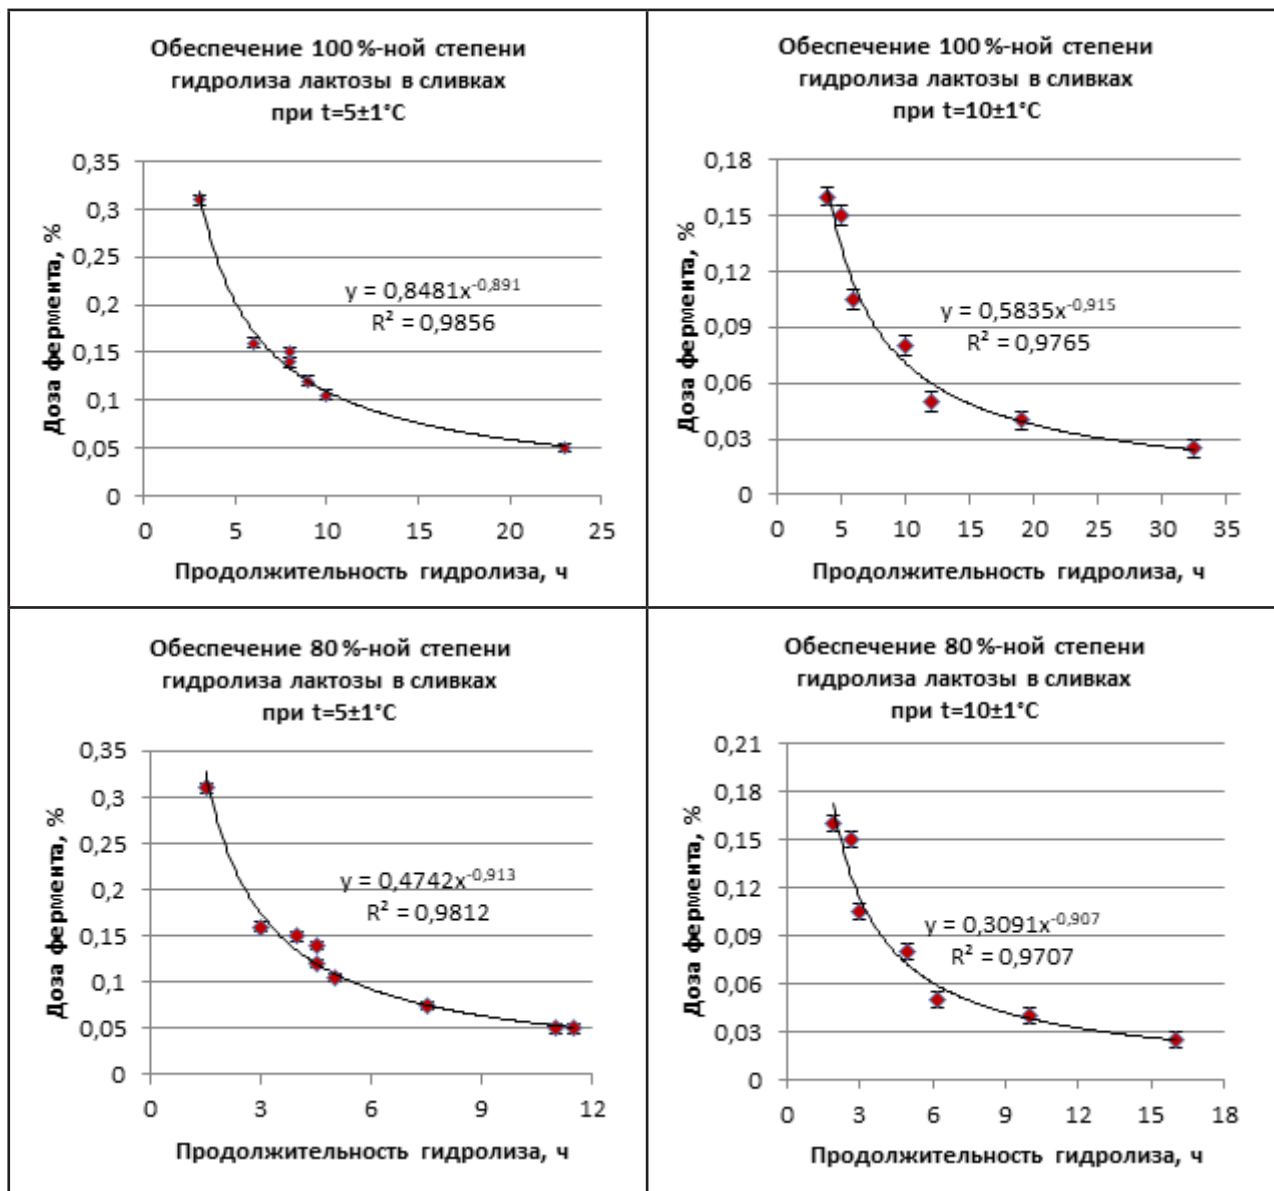 Обеспечение 100 %-ной степени
гидролиза лактозы в сливках
при t=5±1°С
0,35
0,3
0,25
0,2
0,15
0,1
0,05
0
Доза фермента, %
y = 0,8481x^-0,891
R² = 0,9856
0 5 10 15 20 25
Продолжительность гидролиза, ч
Обеспечение 100 %-ной степени
гидролиза лактозы в сливках
при t=10±1°С
0,18
0,15
0,12
0,09
0,06
0,03
0
Доза фермента, %
y = 0,5835x^-0,915
R² = 0,9765
0 5 10 15 20 25 30 35
Продолжительность гидролиза, ч
Обеспечение 80 %-ной степени
гидролиза лактозы в сливках
при t=5±1°С
0,35
0,3
0,25
0,2
0,15
0,1
0,05
0
Доза фермента, %
y = 0,4742x^-0,913
R² = 0,9812
0 3 6 9 12
Продолжительность гидролиза, ч
Обеспечение 80 %-ной степени
гидролиза лактозы в сливках
при t=10±1°С
0,21
0,18
0,15
0,12
0,09
0,06
0,03
0
Доза фермента, %
y = 0,3091x^-0,907
R² = 0,9707
0 3 6 9 12 15 18
Продолжительность гидролиза, ч